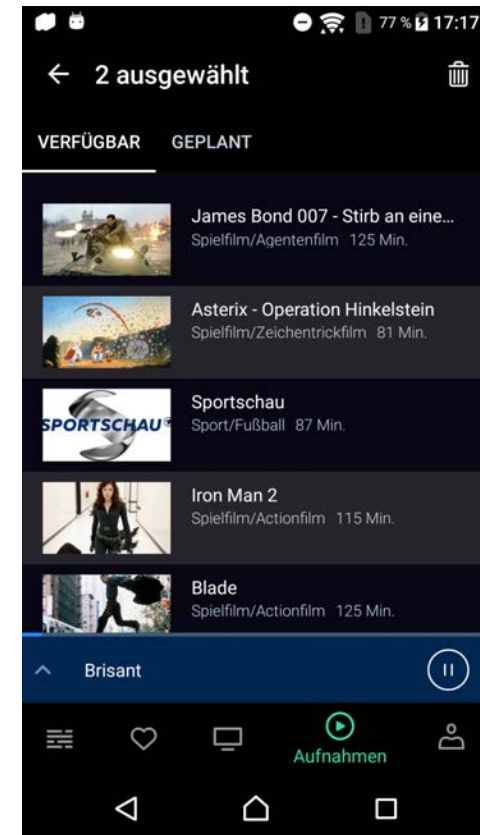 77 % 17:17
2 ausgewählt
VERFÜGBAR GEPLANT
James Bond 007 - Stirb an eine…
Spielfilm/Agentenfilm 125 Min.
Asterix - Operation Hinkelstein
Spielfilm/Zeichentrickfilm 81 Min.
SPORTSCHAU
Sportschau
Sport/Fußball 87 Min.
Iron Man 2
Spielfilm/Actionfilm 115 Min.
Blade
Spielfilm/Actionfilm 125 Min.
Brisant
Aufnahmen